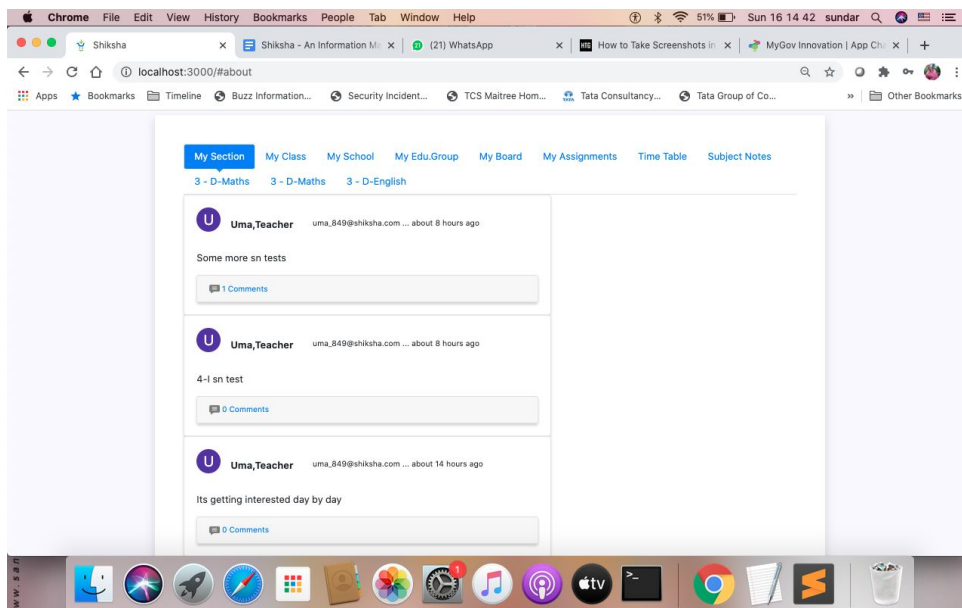 Chrome File Edit View History Bookmarks People Tab Window Help 51% Sun 16 14 42 sundar
Shiksha Shiksha - An Information Ma (21) WhatsApp HTG How to Take Screenshots in MyGov Innovation | App Cha
localhost:3000/#about
Apps Bookmarks Timeline Buzz Information... Security Incident... TCS Maitree Hom... TATA Tata Consultancy... Tata Group of Co... » Other Bookmarks
My Section My Class My School My Edu.Group My Board My Assignments Time Table Subject Notes
3 - D-Maths 3 - D-Maths 3 - D-English
U Uma,Teacher uma_849@shiksha.com ... about 8 hours ago
Some more sn tests
1 Comments
U Uma,Teacher uma_849@shiksha.com ... about 8 hours ago
4-I sn test
0 Comments
U Uma,Teacher uma_849@shiksha.com ... about 14 hours ago
Its getting interested day by day
0 Comments
1
tv